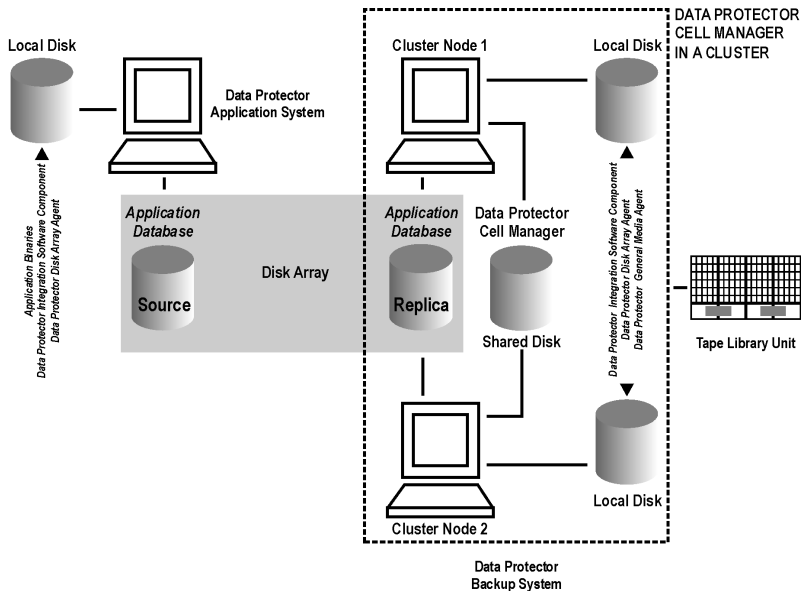 DATA PROTECTOR
CELL MANAGER
IN A CLUSTER
Local Disk
Data Protector
Application System
Cluster Node 1
Local Disk
Application Binaries
Data Protector Integration Software Component
Data Protector Disk Array Agent
Application
Database
Source
Disk Array
Application
Database
Replica
Data Protector
Cell Manager
Shared Disk
Data Protector Integration Software Component
Data Protector Disk Array Agent
Data Protector General Media Agent
Tape Library Unit
Cluster Node 2
Local Disk
Data Protector
Backup System